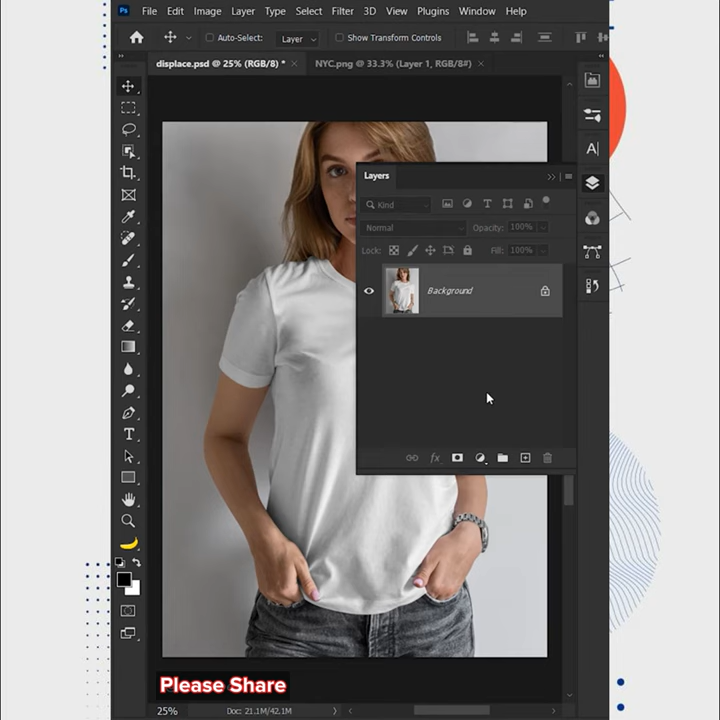 Ps File Edit Image Layer Type Select Filter 3D View Plugins Window Help
Auto-Select: Layer Show Transform Controls
displace.psd @ 25% (RGB/8) * × NYC.png @ 33.3% (Layer 1, RGB/8#) ×
Layers
Kind
Normal Opacity: 100%
Lock: Fill: 100%
Background
Please Share
25% Doc: 21.1M/42.1M